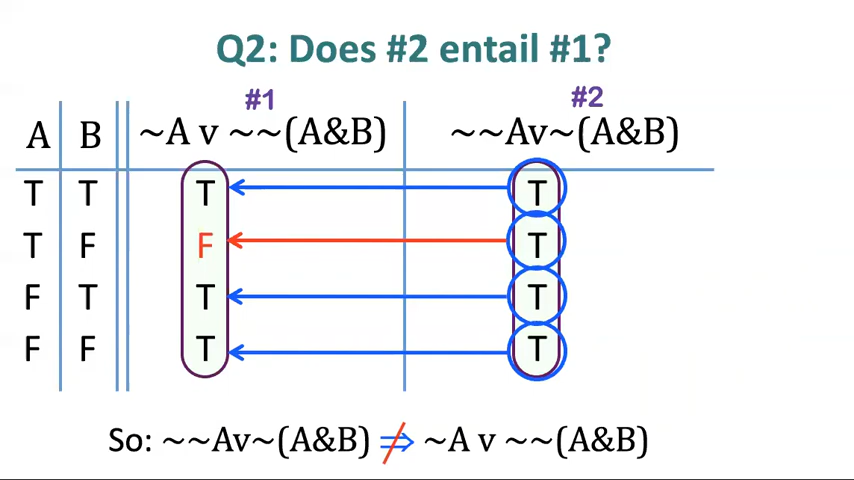 Q2: Does #2 entail #1?
#1 #2
A B ~A v ~~(A&B) ~~Av~(A&B)
T T T T
T F F T
F T T T
F F T T
So: ~~Av~(A&B) ⇏ ~A v ~~(A&B)